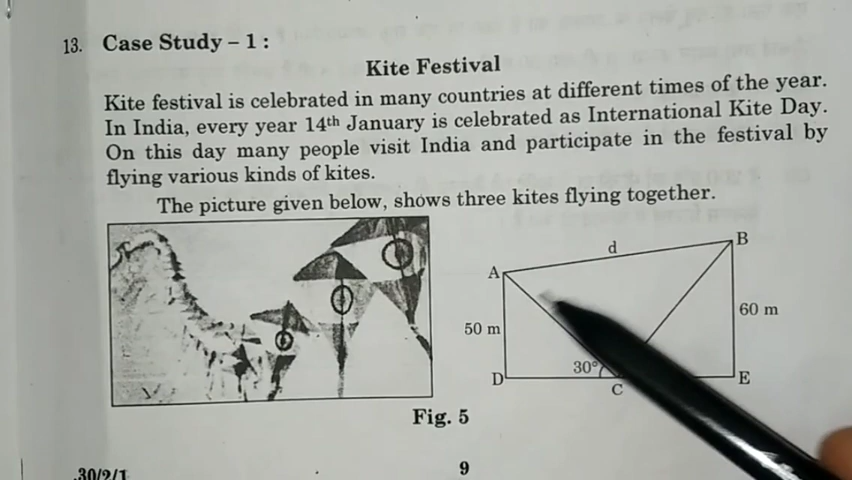 13. Case Study – 1 :
Kite Festival
Kite festival is celebrated in many countries at different times of the year.
In India, every year 14th January is celebrated as International Kite Day.
On this day many people visit India and participate in the festival by
flying various kinds of kites.
The picture given below, shows three kites flying together.
d
B
A
50 m
60 m
30°
D
C
E
Fig. 5
.30/2/1
9